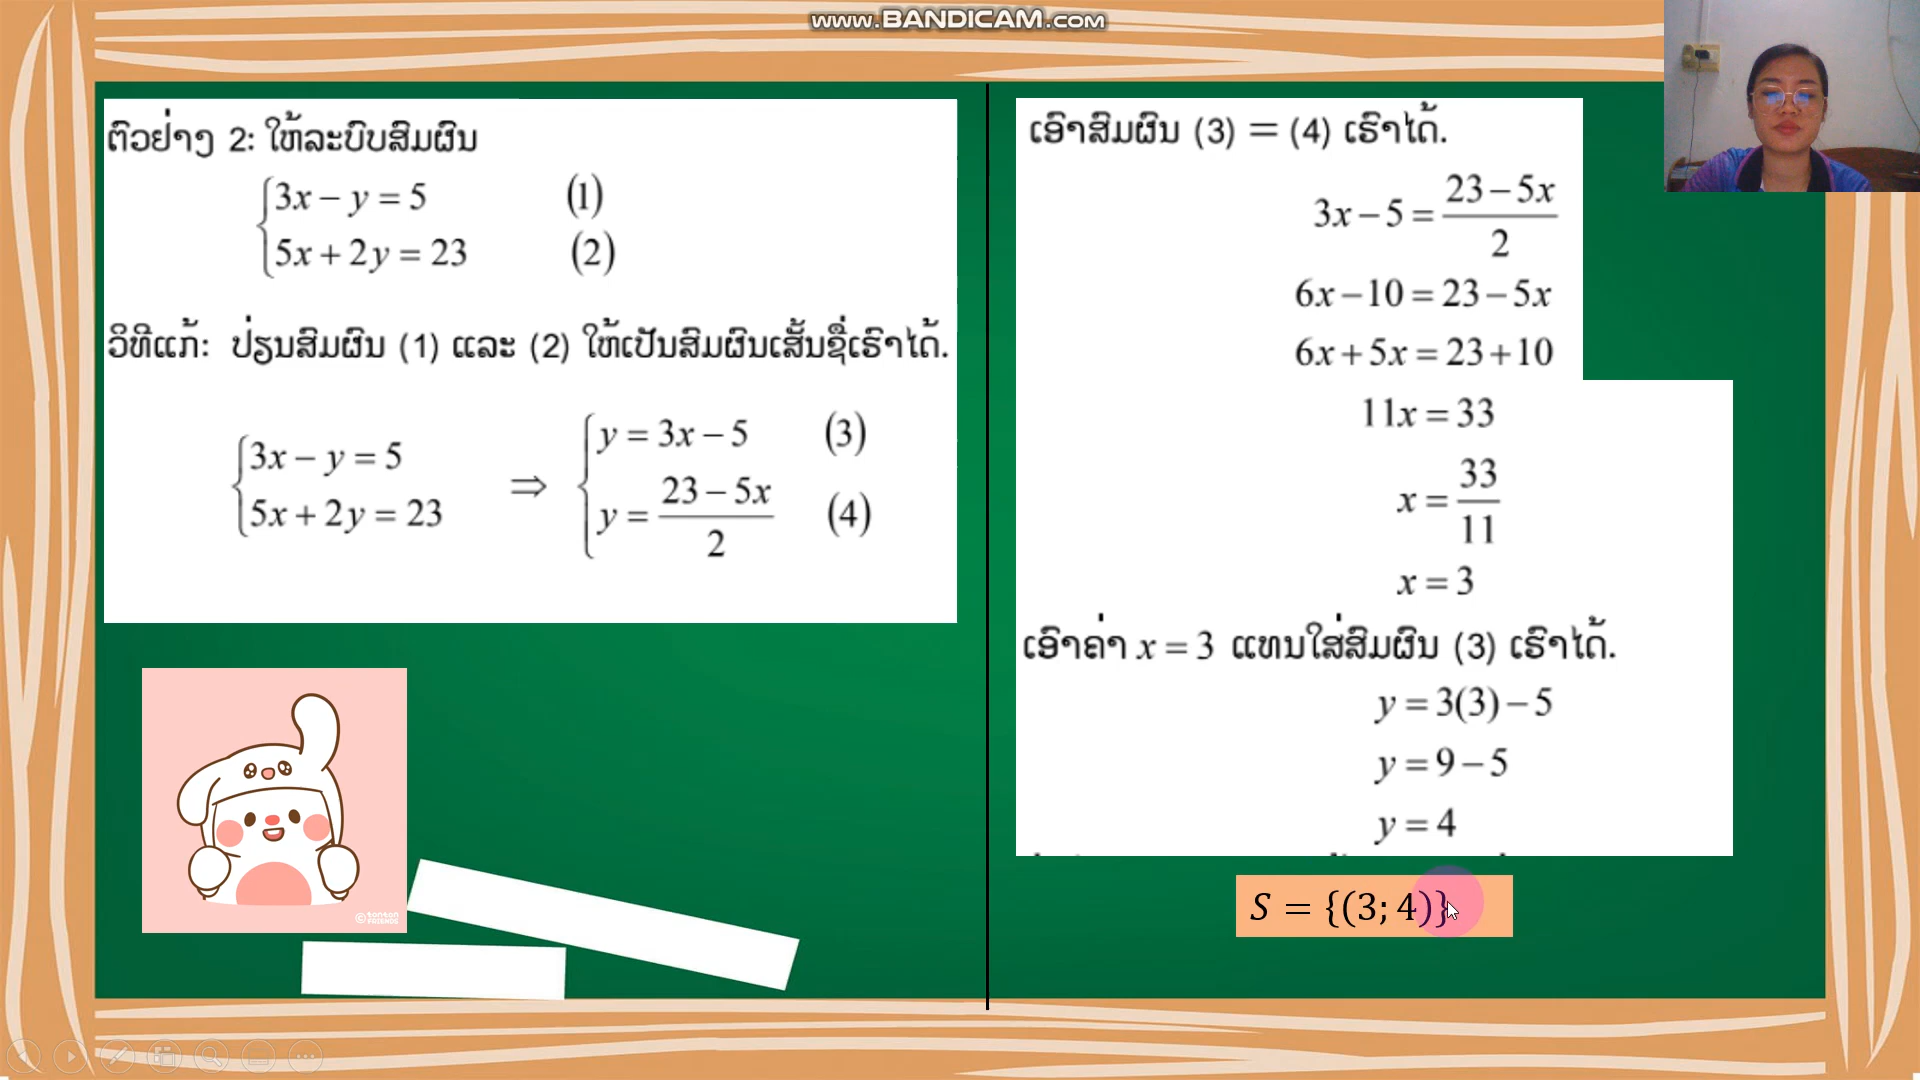 www.BANDICAM.com
ຕົວຢ່າງ 2: ໃຫ້ລະບົບສົມຜົນ
3x − y = 5 (1)
5x + 2y = 23 (2)
ວິທີແກ້: ປ່ຽນສົມຜົນ (1) ແລະ (2) ໃຫ້ເປັນສົມຜົນເສັ້ນຊື່ເຮົາໄດ້.
3x − y = 5
5x + 2y = 23
⇒
y = 3x − 5 (3)
y = (23 − 5x)/2 (4)
ເອົາສົມຜົນ (3) = (4) ເຮົາໄດ້.
3x − 5 = (23 − 5x)/2
6x − 10 = 23 − 5x
6x + 5x = 23 + 10
11x = 33
x = 33/11
x = 3
ເອົາຄ່າ x = 3 ແທນໃສ່ສົມຜົນ (3) ເຮົາໄດ້.
y = 3(3) − 5
y = 9 − 5
y = 4
S = {(3; 4)}
©TONTON FRIENDS